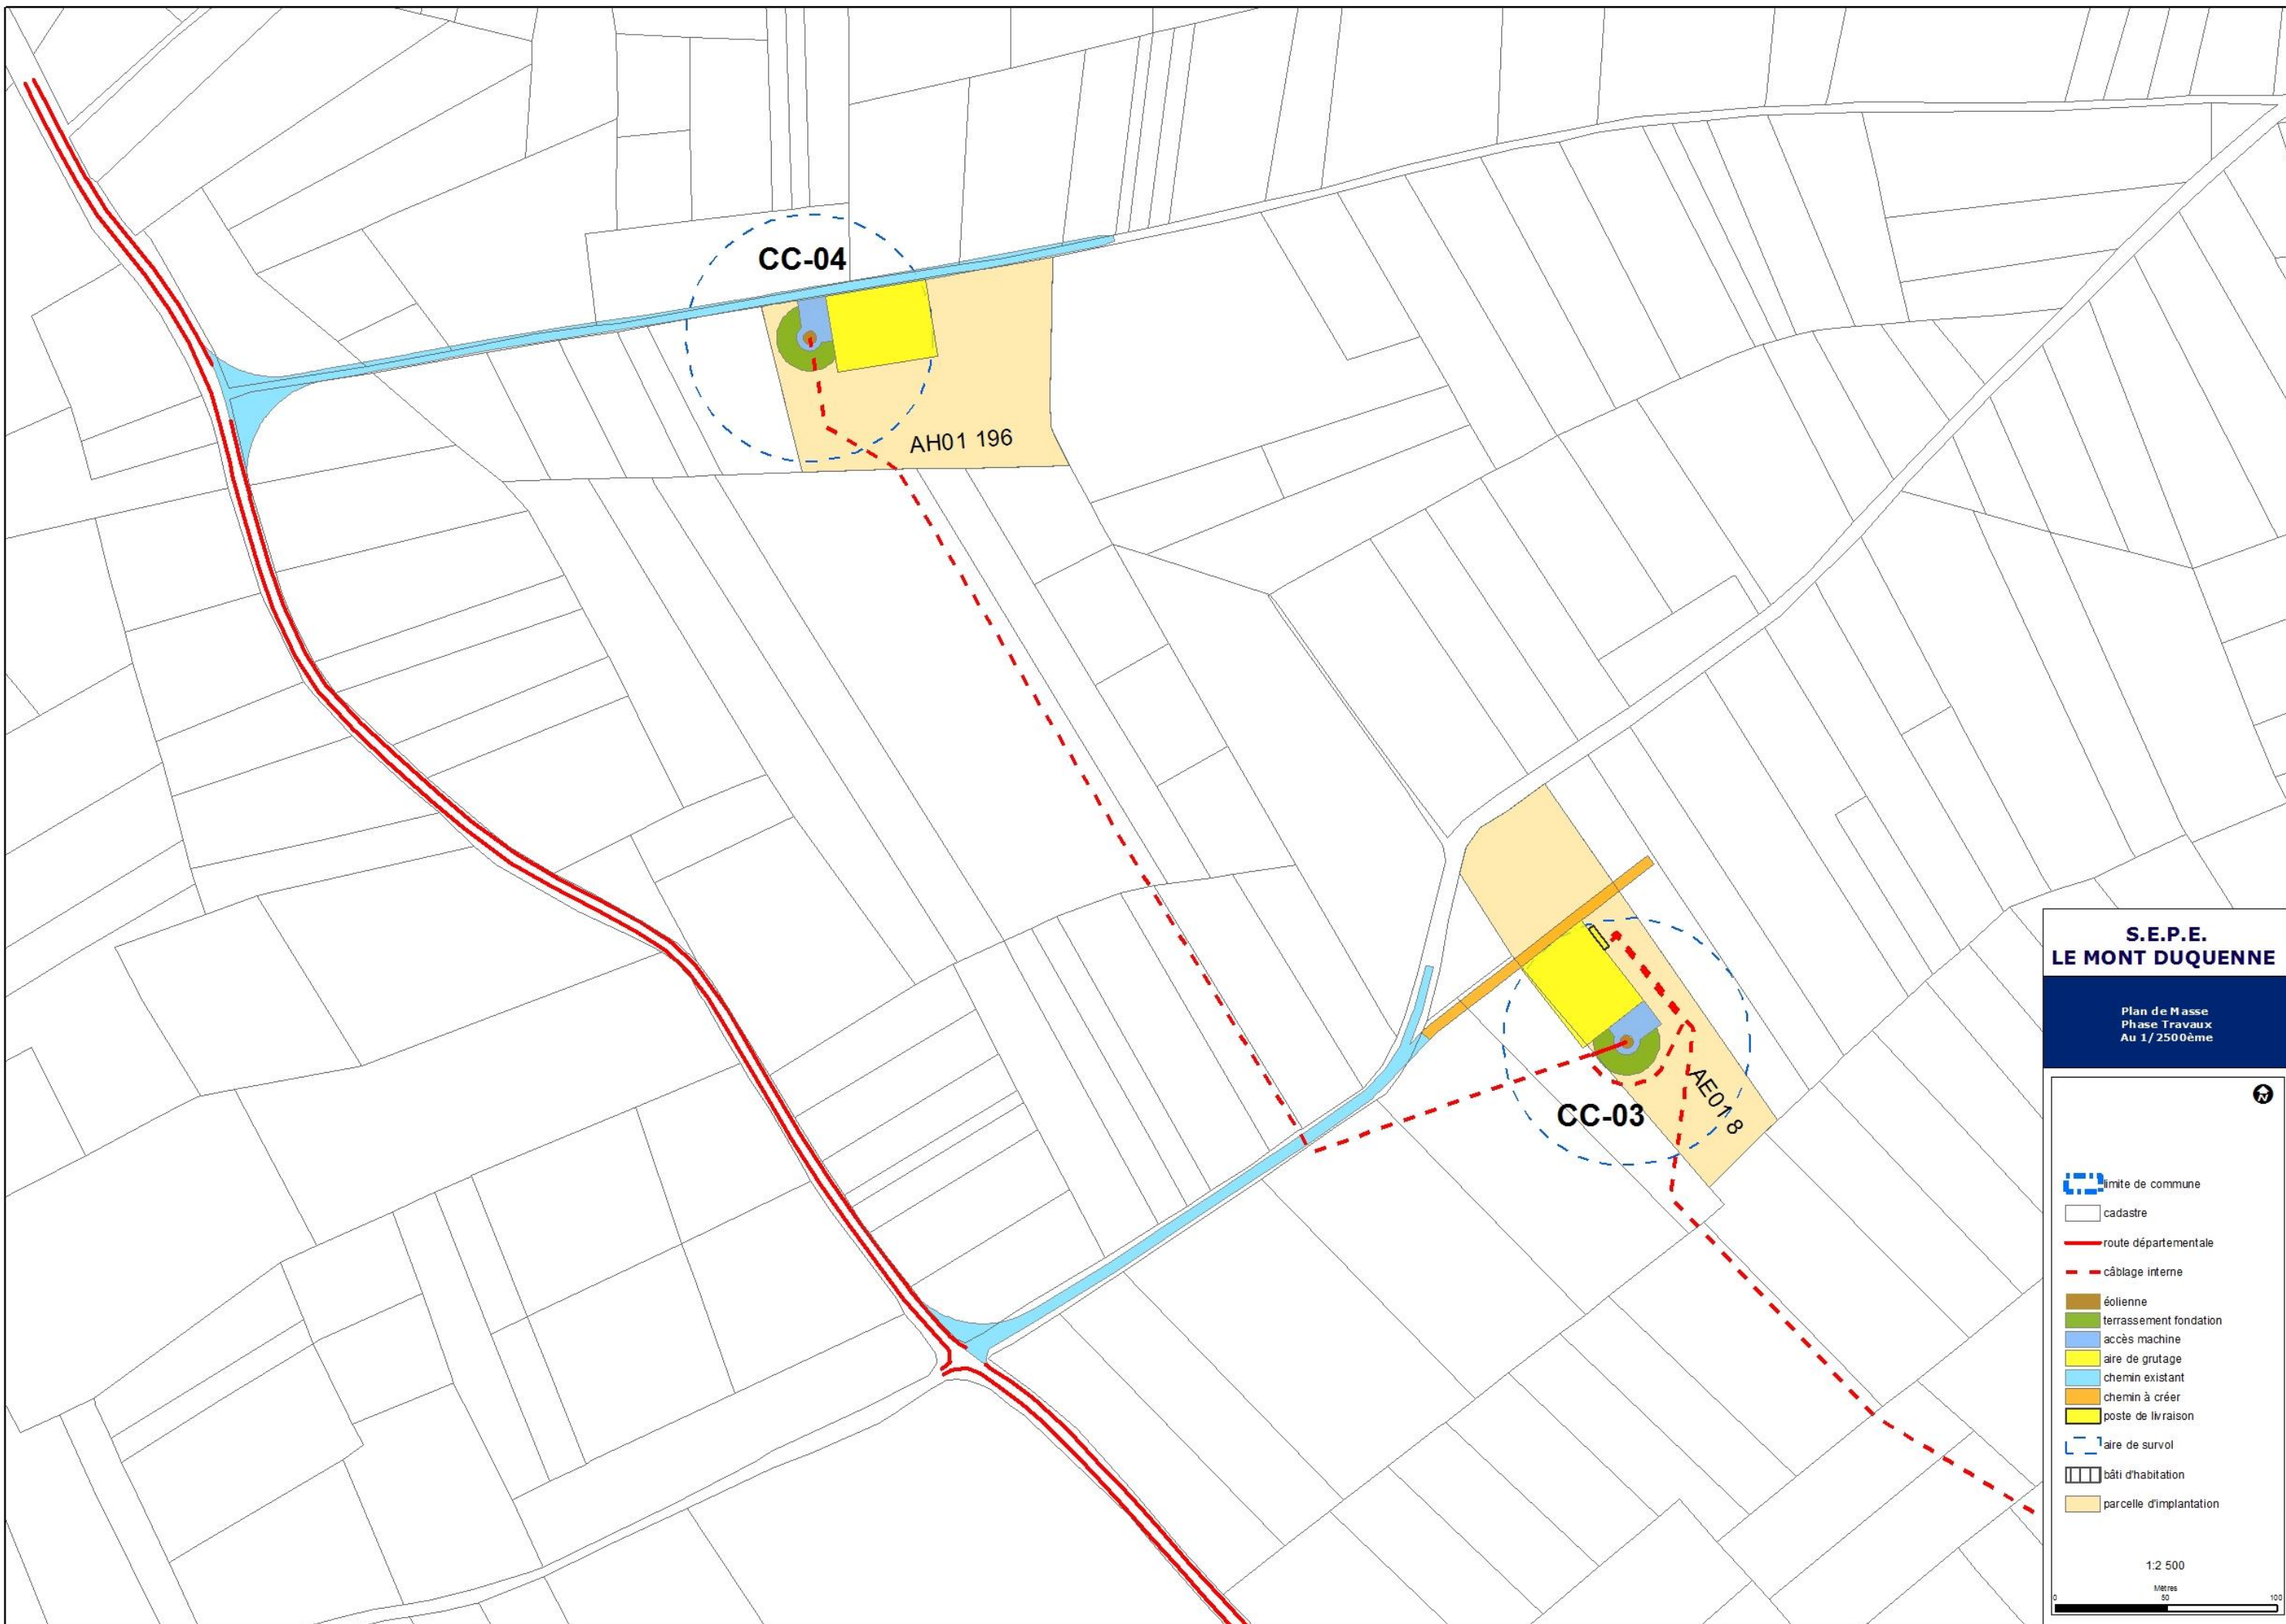 CC-04
AH01 196
AE01 8
CC-03
S.E.P.E.
LE MONT DUQUENNE
Plan de Masse
Phase Travaux
Au 1/2500ème
N
limite de commune
cadastre
route départementale
câblage interne
éolienne
terrassement fondation
accès machine
aire de grutage
chemin existant
chemin à créer
poste de livraison
aire de survol
bâti d'habitation
parcelle d'implantation
1:2 500
Mètres
0 50 100